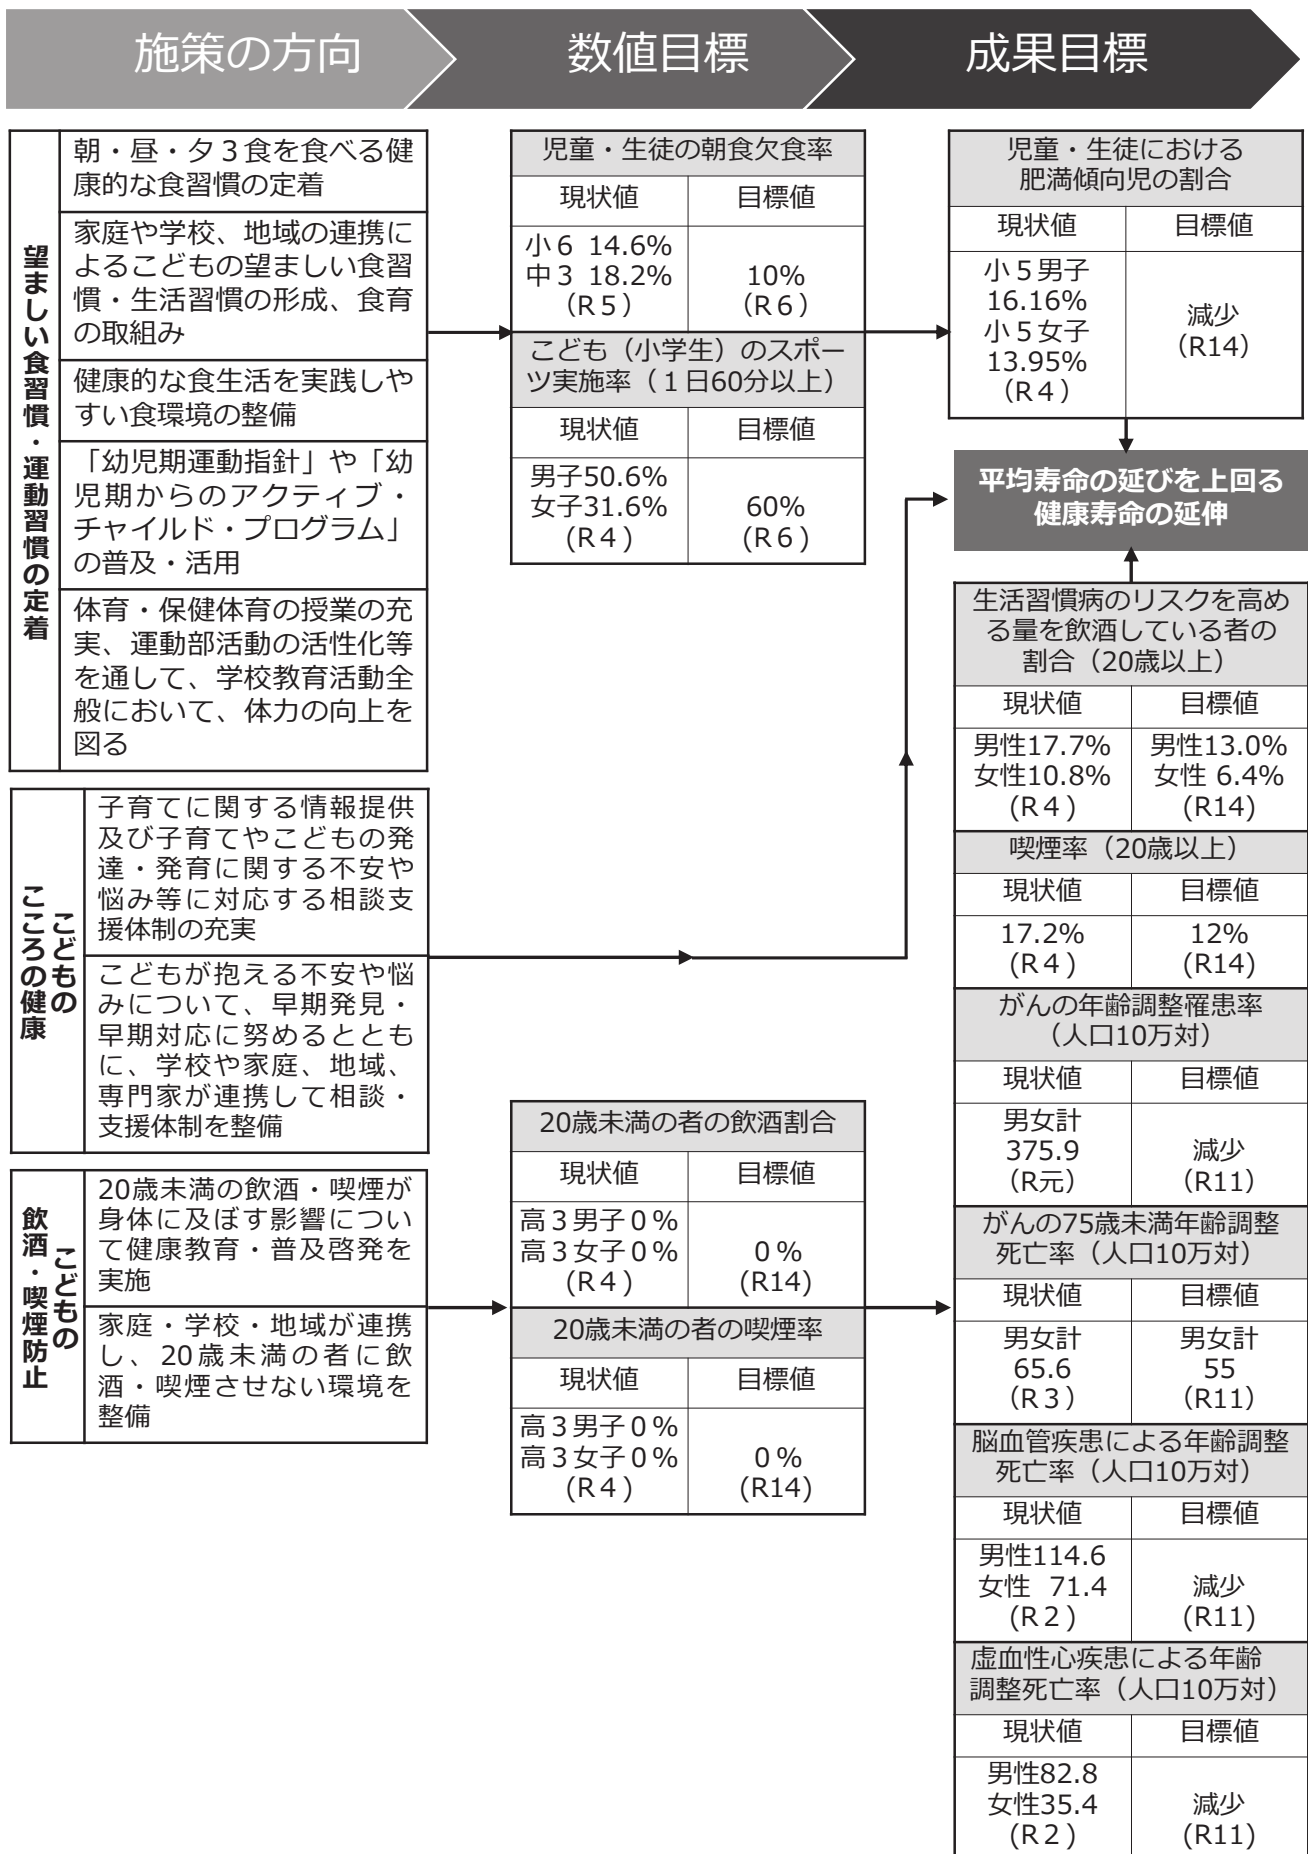 施策の方向
数値目標
成果目標
望ましい食習慣・運動習慣の定着
朝・昼・夕３食を食べる健
康的な食習慣の定着
家庭や学校、地域の連携に
よるこどもの望ましい食習
慣・生活習慣の形成、食育
の取組み
健康的な食生活を実践しや
すい食環境の整備
「幼児期運動指針」や「幼
児期からのアクティブ・
チャイルド・プログラム」
の普及・活用
体育・保健体育の授業の充
実、運動部活動の活性化等
を通して、学校教育活動全
般において、体力の向上を
図る
こどもの
こころの健康
子育てに関する情報提供
及び子育てやこどもの発
達・発育に関する不安や
悩み等に対応する相談支
援体制の充実
こどもが抱える不安や悩
みについて、早期発見・
早期対応に努めるととも
に、学校や家庭、地域、
専門家が連携して相談・
支援体制を整備
こどもの
飲酒・喫煙防止
20歳未満の飲酒・喫煙が
身体に及ぼす影響につい
て健康教育・普及啓発を
実施
家庭・学校・地域が連携
し、20歳未満の者に飲
酒・喫煙させない環境を
整備
児童・生徒の朝食欠食率
現状値
目標値
小６ 14.6%
中３ 18.2%
（R５）
10%
（R６）
こども（小学生）のスポー
ツ実施率（１日60分以上）
現状値
目標値
男子50.6%
女子31.6%
（R４）
60%
（R６）
20歳未満の者の飲酒割合
現状値
目標値
高３男子０%
高３女子０%
（R４）
０%
（R14）
20歳未満の者の喫煙率
現状値
目標値
高３男子０%
高３女子０%
（R４）
０%
（R14）
児童・生徒における
肥満傾向児の割合
現状値
目標値
小５男子
16.16%
小５女子
13.95%
（R４）
減少
（R14）
平均寿命の延びを上回る
健康寿命の延伸
生活習慣病のリスクを高め
る量を飲酒している者の
割合（20歳以上）
現状値
目標値
男性17.7%
女性10.8%
（R４）
男性13.0%
女性 6.4%
（R14）
喫煙率（20歳以上）
現状値
目標値
17.2%
（R４）
12%
（R14）
がんの年齢調整罹患率
（人口10万対）
現状値
目標値
男女計
375.9
（R元）
減少
（R11）
がんの75歳未満年齢調整
死亡率（人口10万対）
現状値
目標値
男女計
65.6
（R３）
男女計
55
（R11）
脳血管疾患による年齢調整
死亡率（人口10万対）
現状値
目標値
男性114.6
女性 71.4
（R２）
減少
（R11）
虚血性心疾患による年齢
調整死亡率（人口10万対）
現状値
目標値
男性82.8
女性35.4
（R２）
減少
（R11）